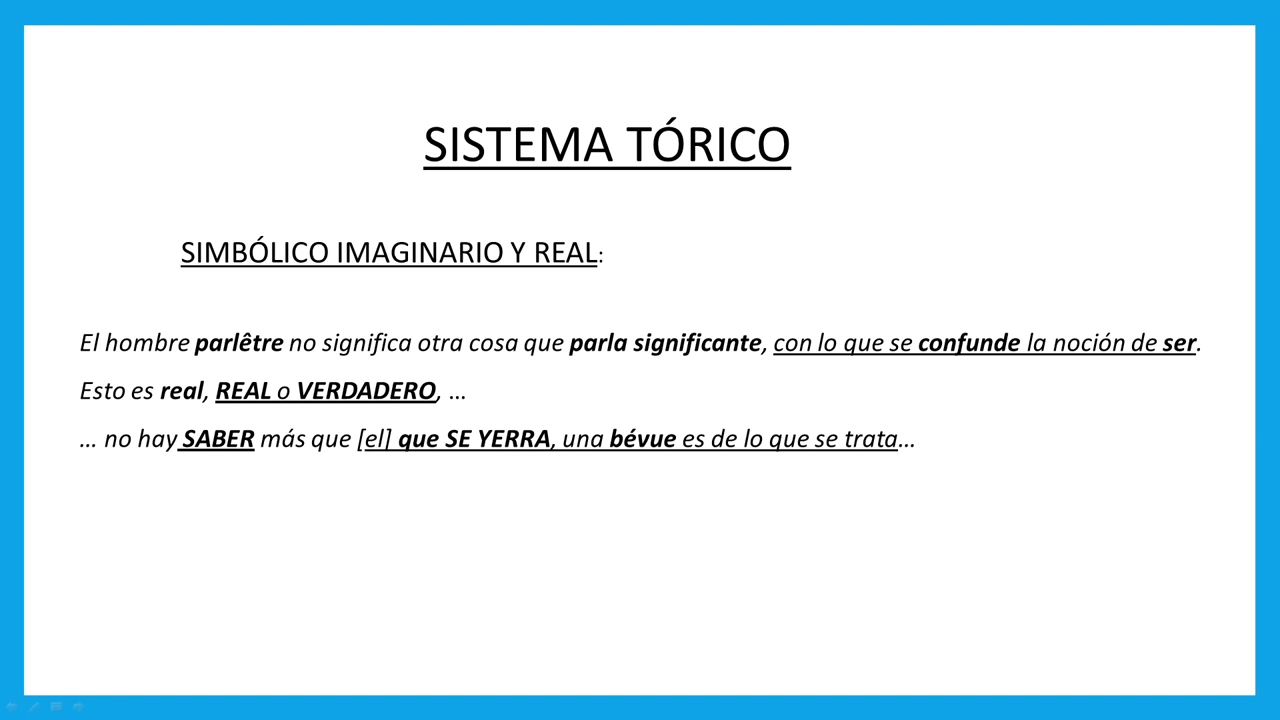 SISTEMA TÓRICO
SIMBÓLICO IMAGINARIO Y REAL:
El hombre parlêtre no significa otra cosa que parla significante, con lo que se confunde la noción de ser.
Esto es real, REAL o VERDADERO, ...
... no hay SABER más que [el] que SE YERRA, una bévue es de lo que se trata...